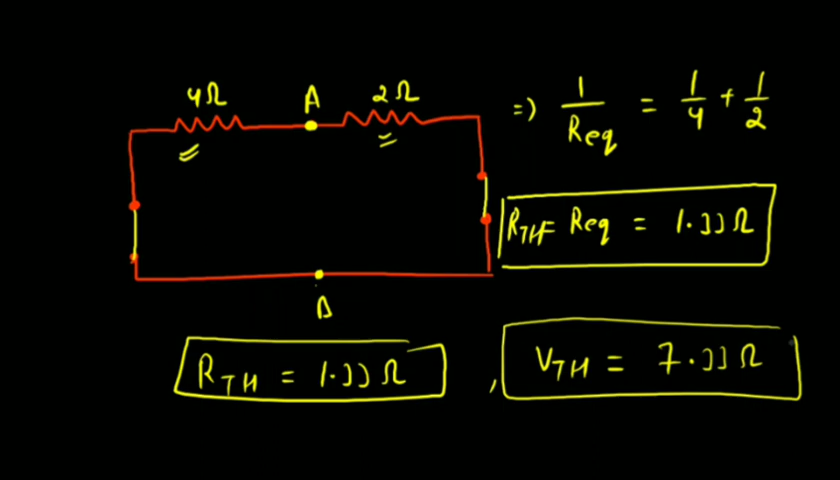 4Ω A 2Ω
=) 1/Req = 1/4 + 1/2
RTH= Req = 1.33Ω
B
RTH = 1.33Ω , VTH = 7.33Ω